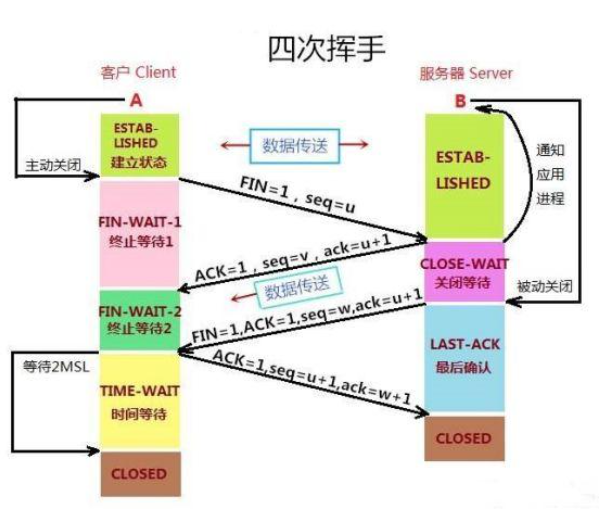 四次挥手
客户 Client
服务器 Server
A
B
ESTAB-
LISHED
建立状态
数据传送
ESTAB-
LISHED
通知
应用
进程
主动关闭
FIN=1，seq=u
FIN-WAIT-1
终止等待1
ACK=1，seq=v，ack=u+1
CLOSE-WAIT
关闭等待
被动关闭
数据传送
FIN-WAIT-2
终止等待2
FIN=1,ACK=1,seq=w,ack=u+1
LAST-ACK
最后确认
等待2MSL
ACK=1,seq=u+1,ack=w+1
TIME-WAIT
时间等待
CLOSED
CLOSED